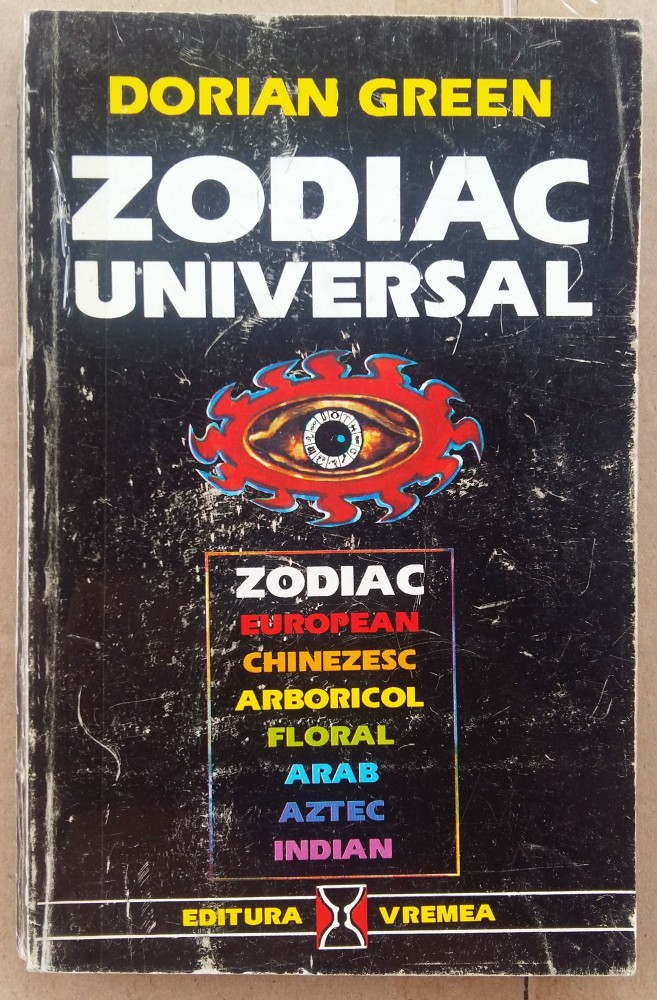 DORIAN GREEN
ZODIAC
UNIVERSAL
ZODIAC
EUROPEAN
CHINEZESC
ARBORICOL
FLORAL
ARAB
AZTEC
INDIAN
EDITURA VREMEA